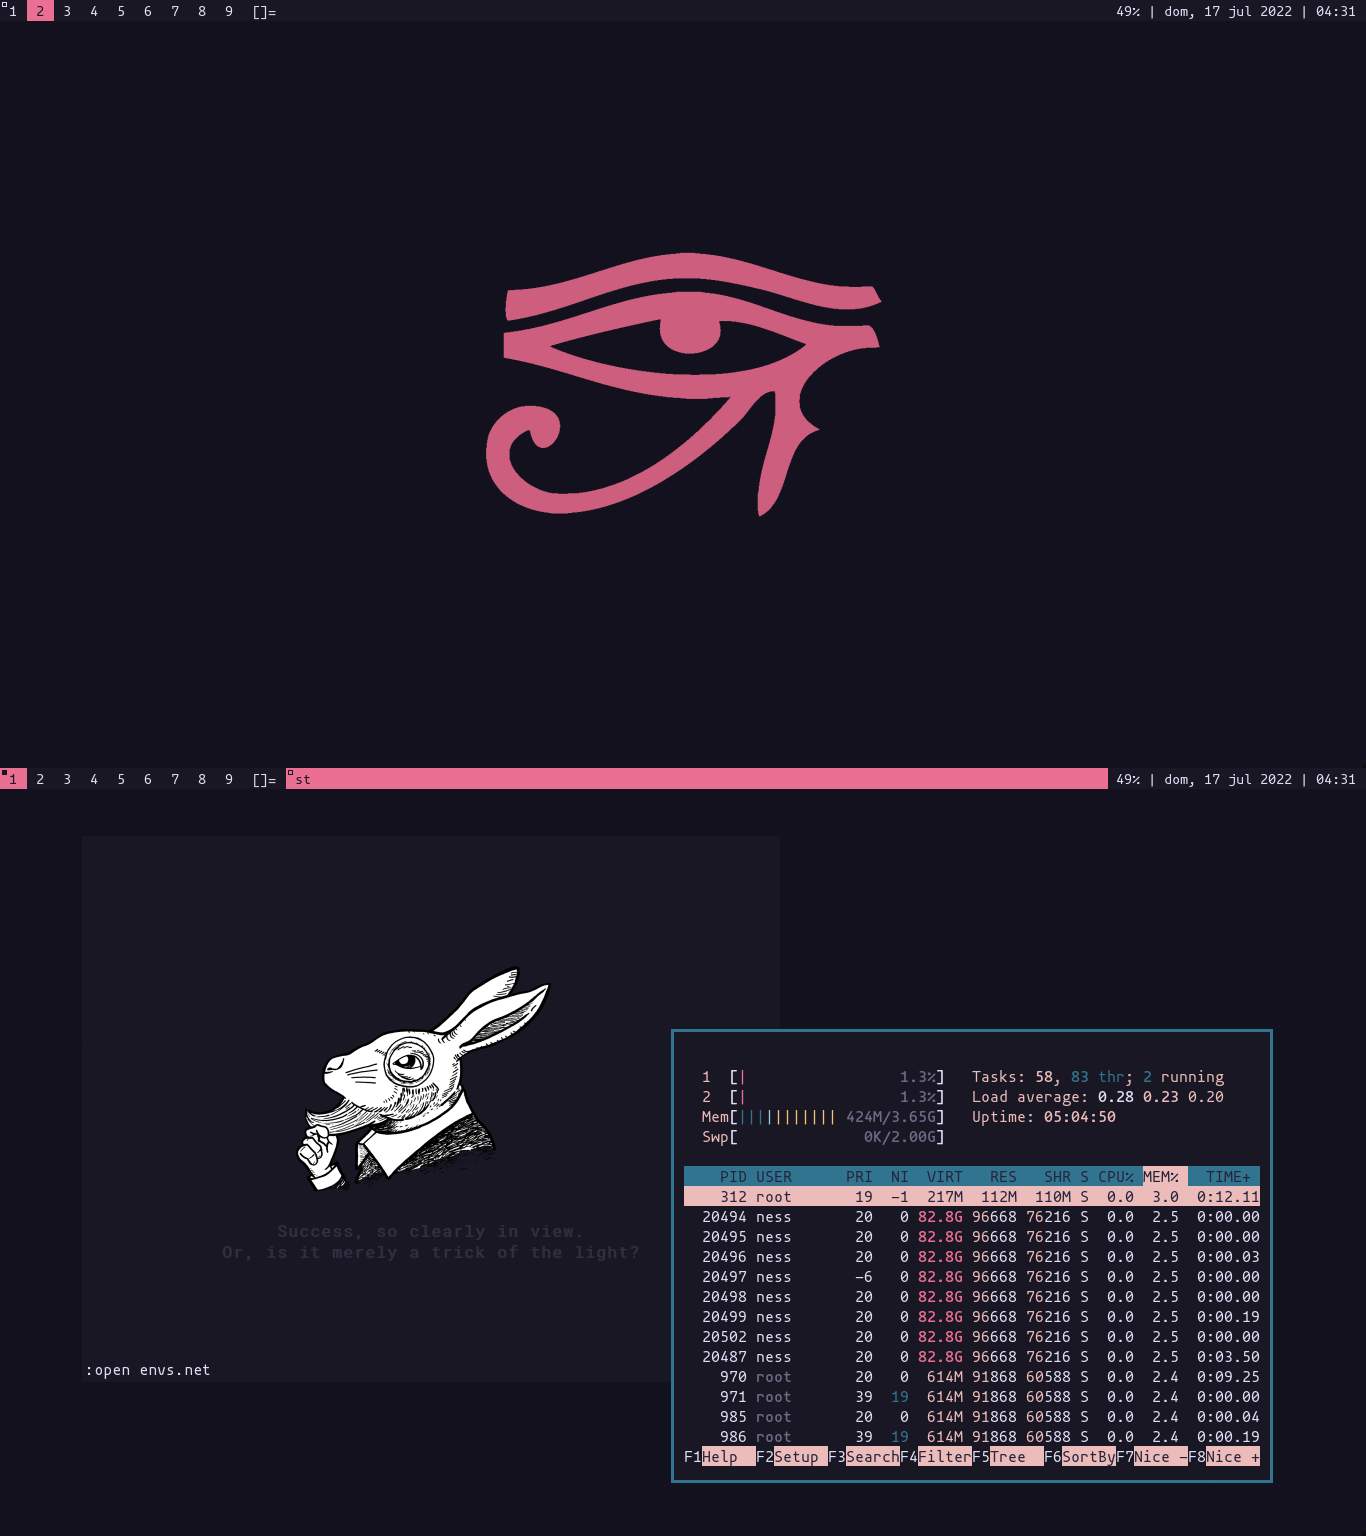 1 2 3 4 5 6 7 8 9 []= 49% | dom, 17 jul 2022 | 04:31
1 2 3 4 5 6 7 8 9 []= st 49% | dom, 17 jul 2022 | 04:31
Success, so clearly in view.
Or, is it merely a trick of the light?
:open envs.net
1 [| 1.3%] Tasks: 58, 83 thr; 2 running
2 [| 1.3%] Load average: 0.28 0.23 0.20
Mem[||||||||||| 424M/3.65G] Uptime: 05:04:50
Swp[ 0K/2.00G]
PID USER PRI NI VIRT RES SHR S CPU% MEM% TIME+
312 root 19 -1 217M 112M 110M S 0.0 3.0 0:12.11
20494 ness 20 0 82.8G 96668 76216 S 0.0 2.5 0:00.00
20495 ness 20 0 82.8G 96668 76216 S 0.0 2.5 0:00.00
20496 ness 20 0 82.8G 96668 76216 S 0.0 2.5 0:00.03
20497 ness -6 0 82.8G 96668 76216 S 0.0 2.5 0:00.00
20498 ness 20 0 82.8G 96668 76216 S 0.0 2.5 0:00.00
20499 ness 20 0 82.8G 96668 76216 S 0.0 2.5 0:00.19
20502 ness 20 0 82.8G 96668 76216 S 0.0 2.5 0:00.00
20487 ness 20 0 82.8G 96668 76216 S 0.0 2.5 0:03.50
970 root 20 0 614M 91868 60588 S 0.0 2.4 0:09.25
971 root 39 19 614M 91868 60588 S 0.0 2.4 0:00.00
985 root 20 0 614M 91868 60588 S 0.0 2.4 0:00.04
986 root 39 19 614M 91868 60588 S 0.0 2.4 0:00.19
F1Help F2Setup F3SearchF4FilterF5Tree F6SortByF7Nice -F8Nice +